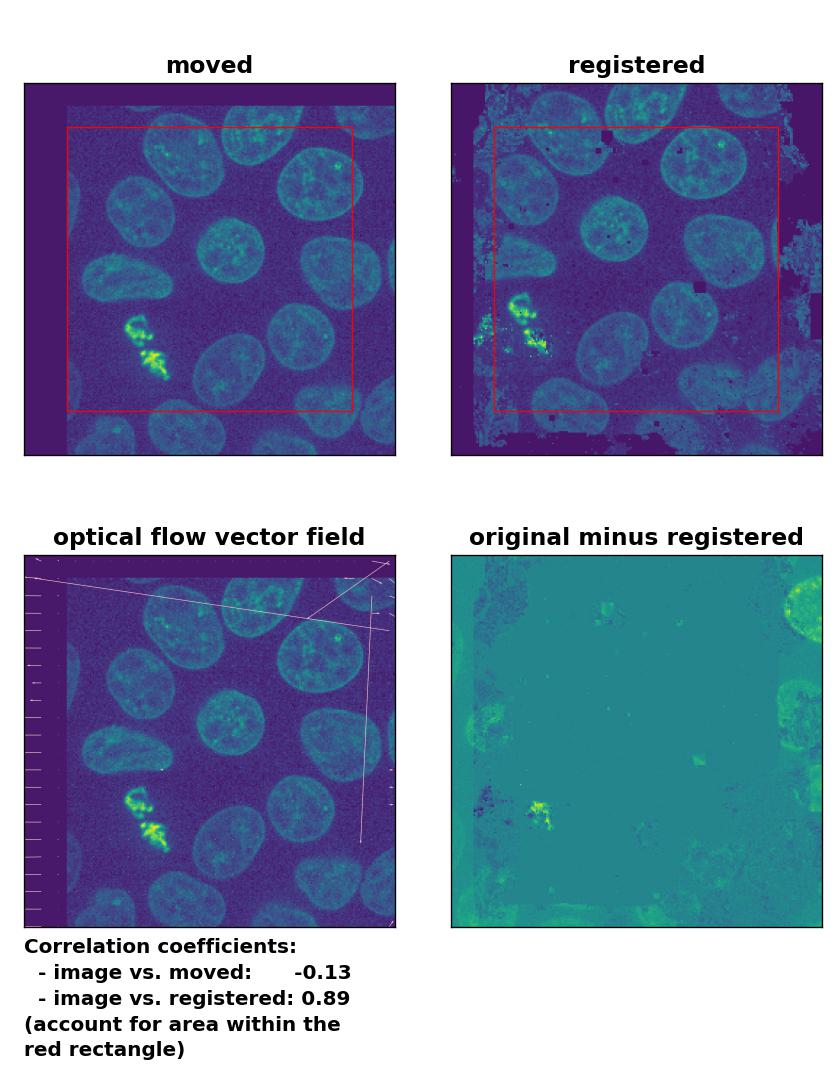 moved
registered
optical flow vector field
original minus registered
Correlation coefficients:
  - image vs. moved:      -0.13
  - image vs. registered: 0.89
(account for area within the
red rectangle)